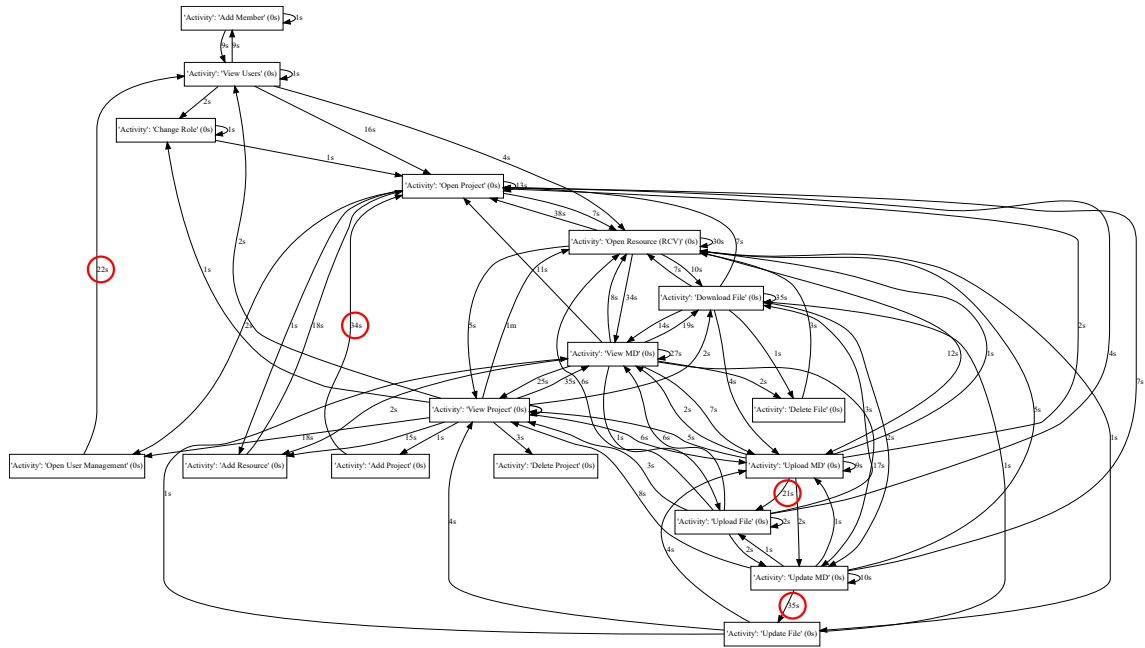 'Activity': 'Add Member' (0s)
1s
9s
9s
'Activity': 'View Users' (0s)
1s
2s
'Activity': 'Change Role' (0s)
1s
16s
1s
4s
'Activity': 'Open Project' (0s)
13s
38s
7s
'Activity': 'Open Resource (RCV)' (0s)
30s
7s
2s
11s
7s
10s
22s
1s
8s
34s
'Activity': 'Download File' (0s)
35s
2s
1s
18s
34s
5s
1m
14s
19s
3s
2s
4s
'Activity': 'View MD' (0s)
27s
2s
1s
12s
1s
7s
25s
35s
6s
4s
2s
2s
'Activity': 'View Project' (0s)
2s
7s
'Activity': 'Delete File' (0s)
3s
5s
18s
15s
1s
3s
1s
6s
6s
5s
2s
1s
'Activity': 'Open User Management' (0s)
'Activity': 'Add Resource' (0s)
'Activity': 'Add Project' (0s)
'Activity': 'Delete Project' (0s)
3s
'Activity': 'Upload MD' (0s)
9s
17s
1s
1s
8s
21s
4s
'Activity': 'Upload File' (0s)
2s
2s
1s
4s
2s
1s
'Activity': 'Update MD' (0s)
10s
35s
'Activity': 'Update File' (0s)